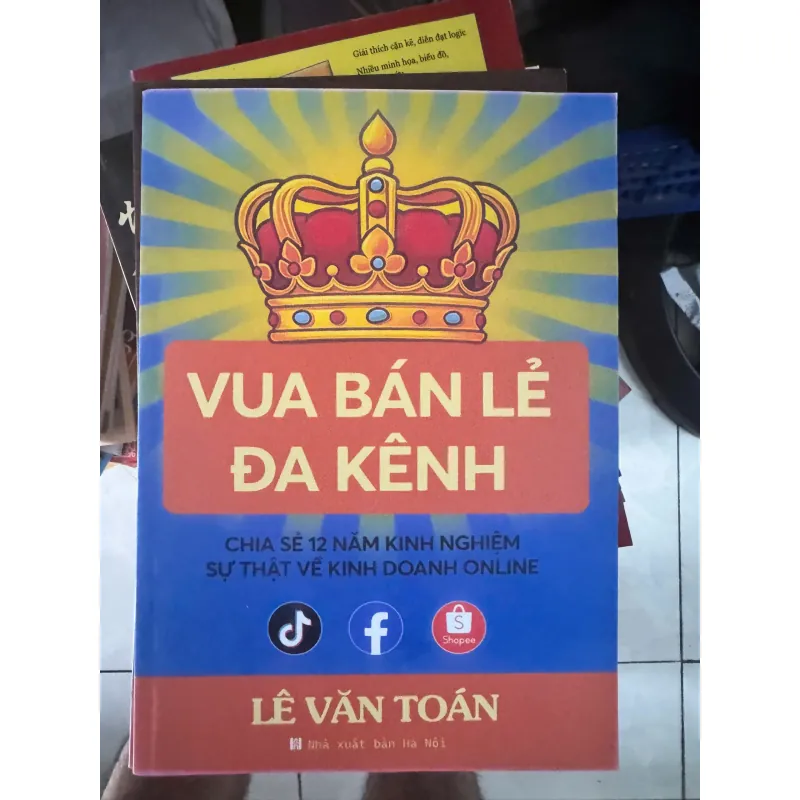 Giải thích cặn kẽ, diễn đạt logic
Nhiều minh họa, biểu đồ,
VUA BÁN LẺ
ĐA KÊNH
CHIA SẺ 12 NĂM KINH NGHIỆM
SỰ THẬT VỀ KINH DOANH ONLINE
S
Shopee
LÊ VĂN TOÁN
Nhà xuất bản Hà Nội